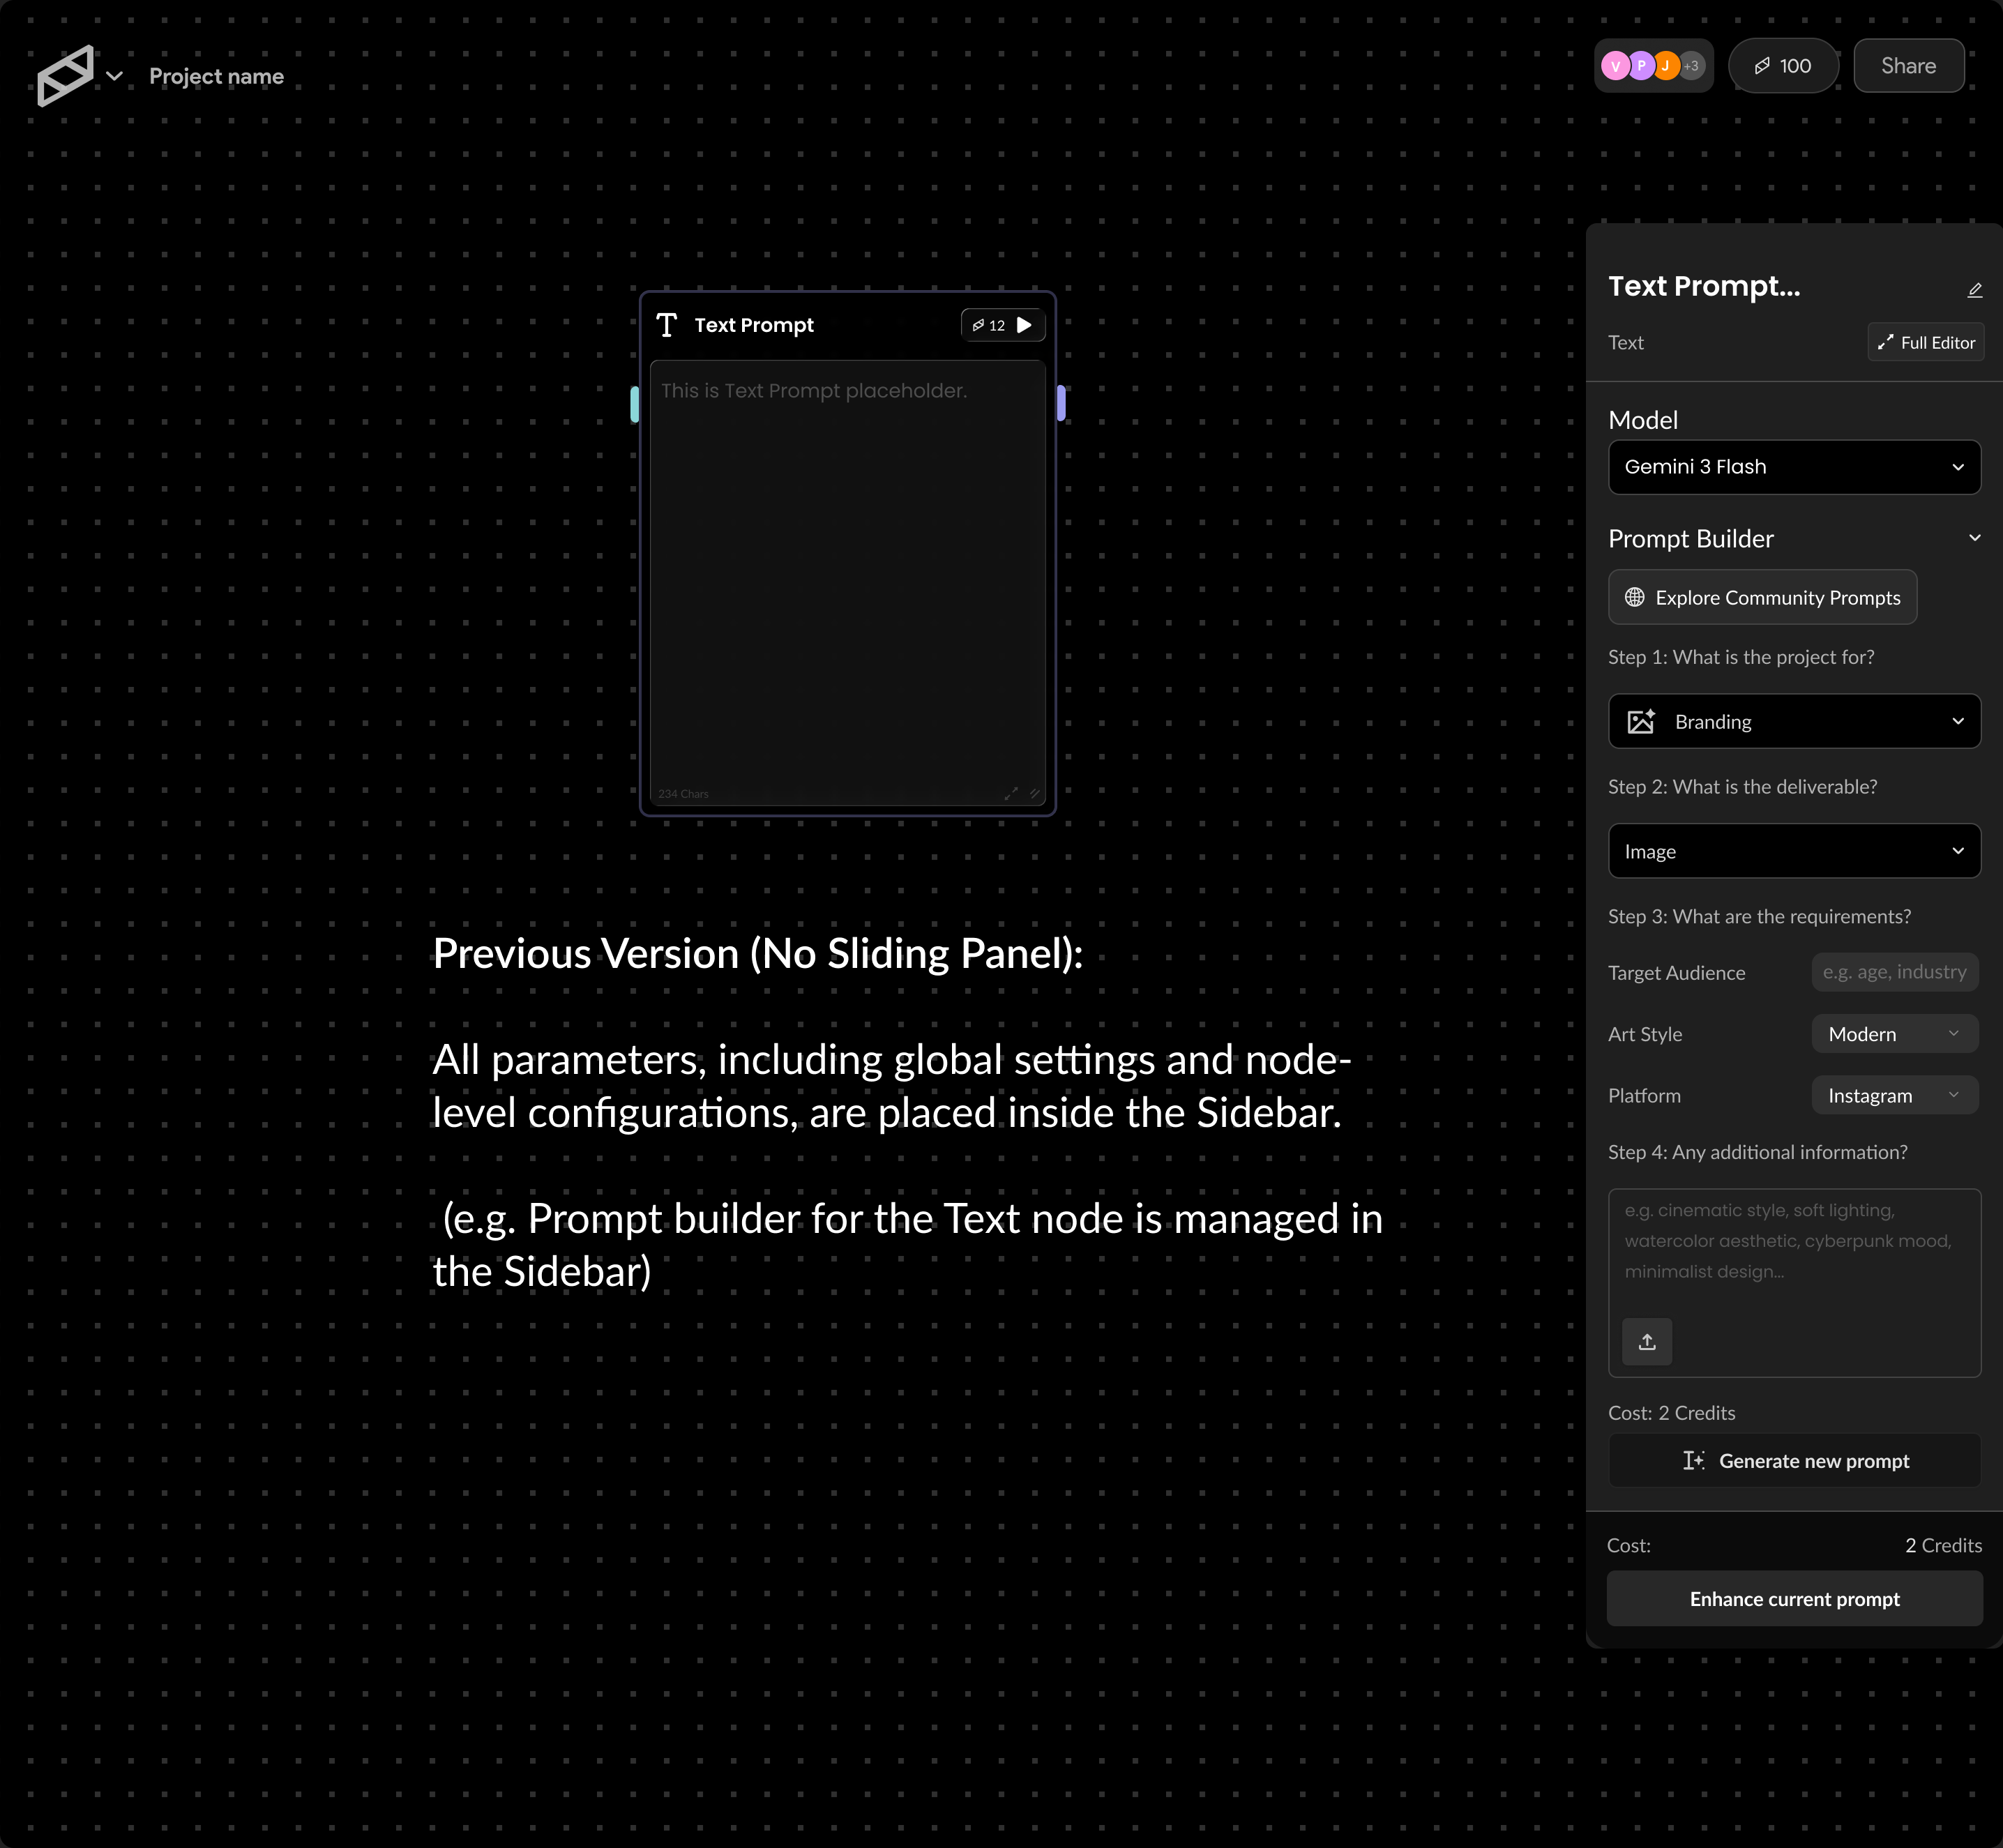 Project name
V
P
J
+3
100
Share
Text Prompt
12
This is Text Prompt placeholder.
234 Chars
Previous Version (No Sliding Panel):
All parameters, including global settings and node-
level configurations, are placed inside the Sidebar.
(e.g. Prompt builder for the Text node is managed in
the Sidebar)
Text Prompt...
Text
Full Editor
Model
Gemini 3 Flash
Prompt Builder
Explore Community Prompts
Step 1: What is the project for?
Branding
Step 2: What is the deliverable?
Image
Step 3: What are the requirements?
Target Audience
e.g. age, industry
Art Style
Modern
Platform
Instagram
Step 4: Any additional information?
e.g. cinematic style, soft lighting,
watercolor aesthetic, cyberpunk mood,
minimalist design...
Cost: 2 Credits
Generate new prompt
Cost:
2 Credits
Enhance current prompt